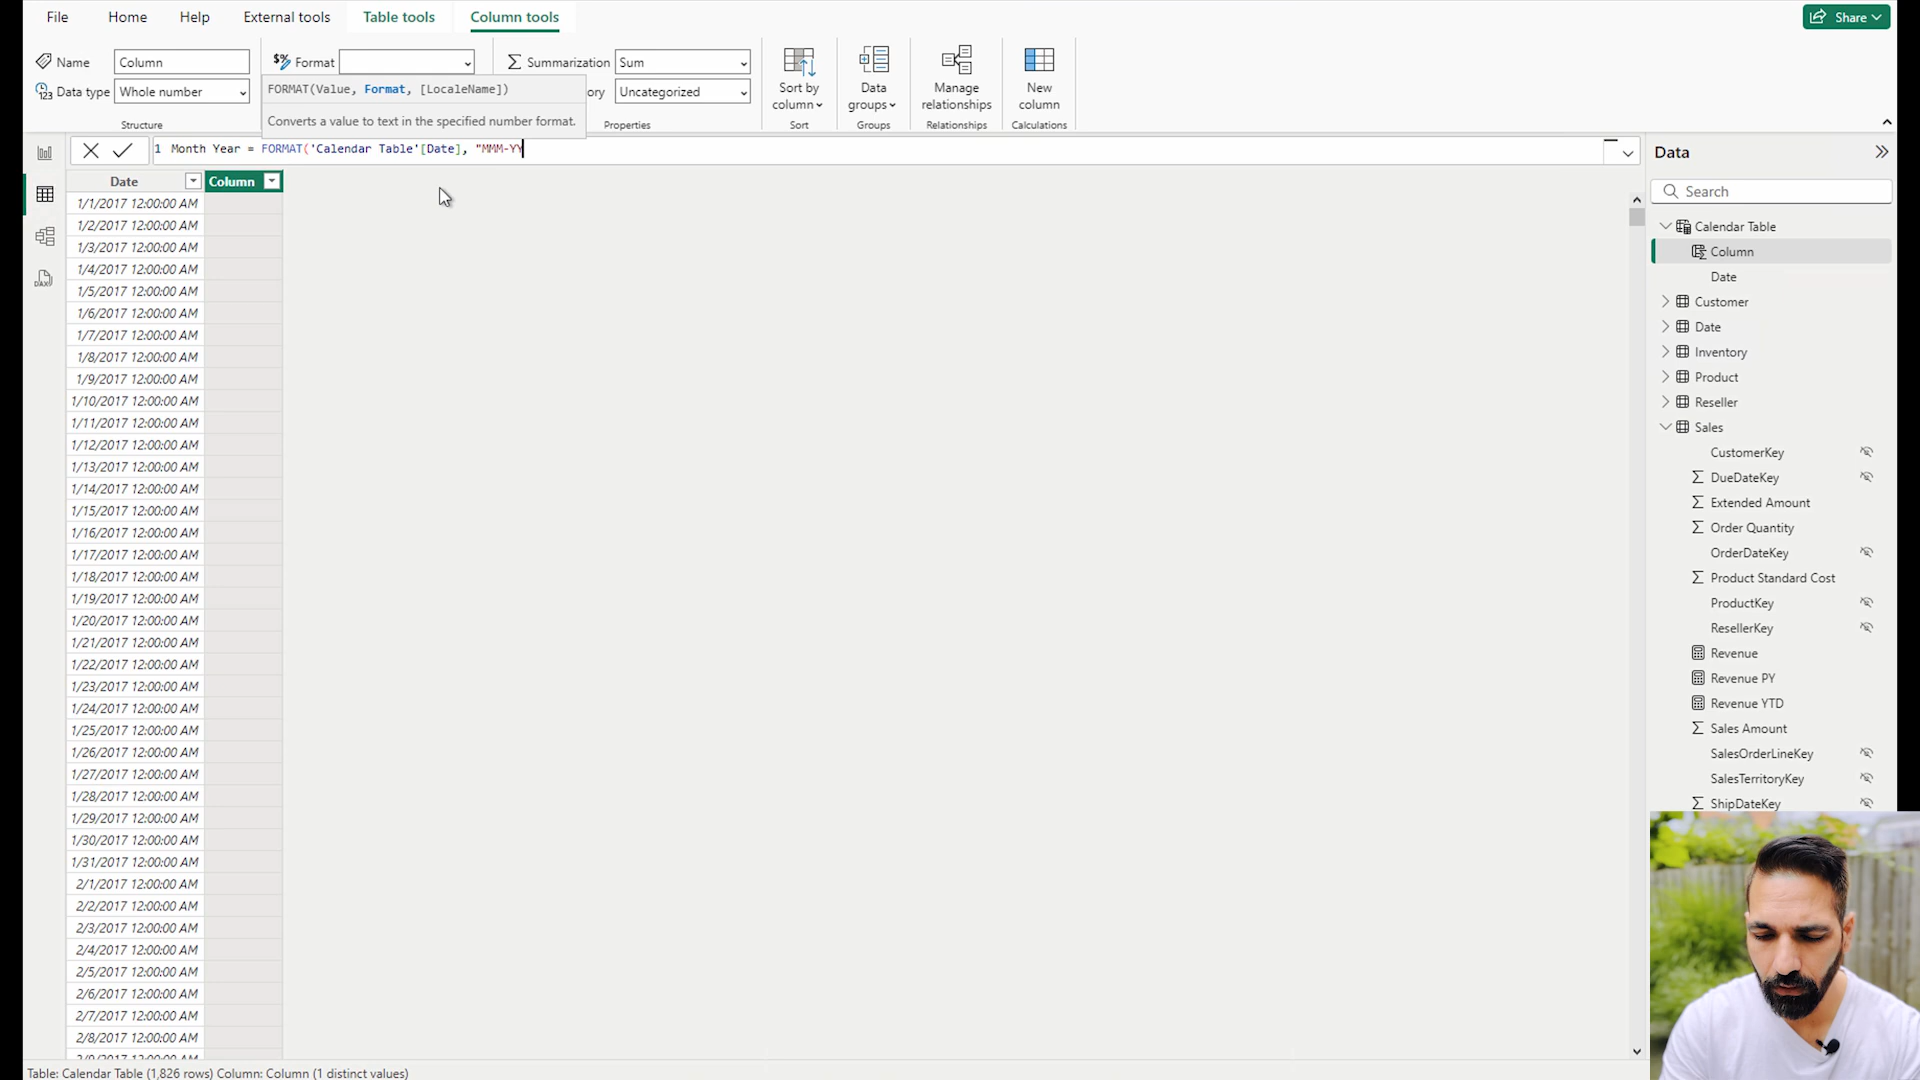 File Home Help External tools Table tools Column tools Share
Name Column Format Summarization Sum
Data type Whole number FORMAT(Value, Format, [LocaleName]) ory Uncategorized
Converts a value to text in the specified number format.
Sort by column
Data groups
Manage relationships
New column
Structure Properties Sort Groups Relationships Calculations
1 Month Year = FORMAT('Calendar Table'[Date], "MMM-YY
Date Column
1/1/2017 12:00:00 AM
1/2/2017 12:00:00 AM
1/3/2017 12:00:00 AM
1/4/2017 12:00:00 AM
1/5/2017 12:00:00 AM
1/6/2017 12:00:00 AM
1/7/2017 12:00:00 AM
1/8/2017 12:00:00 AM
1/9/2017 12:00:00 AM
1/10/2017 12:00:00 AM
1/11/2017 12:00:00 AM
1/12/2017 12:00:00 AM
1/13/2017 12:00:00 AM
1/14/2017 12:00:00 AM
1/15/2017 12:00:00 AM
1/16/2017 12:00:00 AM
1/17/2017 12:00:00 AM
1/18/2017 12:00:00 AM
1/19/2017 12:00:00 AM
1/20/2017 12:00:00 AM
1/21/2017 12:00:00 AM
1/22/2017 12:00:00 AM
1/23/2017 12:00:00 AM
1/24/2017 12:00:00 AM
1/25/2017 12:00:00 AM
1/26/2017 12:00:00 AM
1/27/2017 12:00:00 AM
1/28/2017 12:00:00 AM
1/29/2017 12:00:00 AM
1/30/2017 12:00:00 AM
1/31/2017 12:00:00 AM
2/1/2017 12:00:00 AM
2/2/2017 12:00:00 AM
2/3/2017 12:00:00 AM
2/4/2017 12:00:00 AM
2/5/2017 12:00:00 AM
2/6/2017 12:00:00 AM
2/7/2017 12:00:00 AM
2/8/2017 12:00:00 AM
2/9/2017 12:00:00 AM
Data
Search
Calendar Table
Column
Date
Customer
Date
Inventory
Product
Reseller
Sales
CustomerKey
DueDateKey
Extended Amount
Order Quantity
OrderDateKey
Product Standard Cost
ProductKey
ResellerKey
Revenue
Revenue PY
Revenue YTD
Sales Amount
SalesOrderLineKey
SalesTerritoryKey
ShipDateKey
Table: Calendar Table (1,826 rows) Column: Column (1 distinct values)